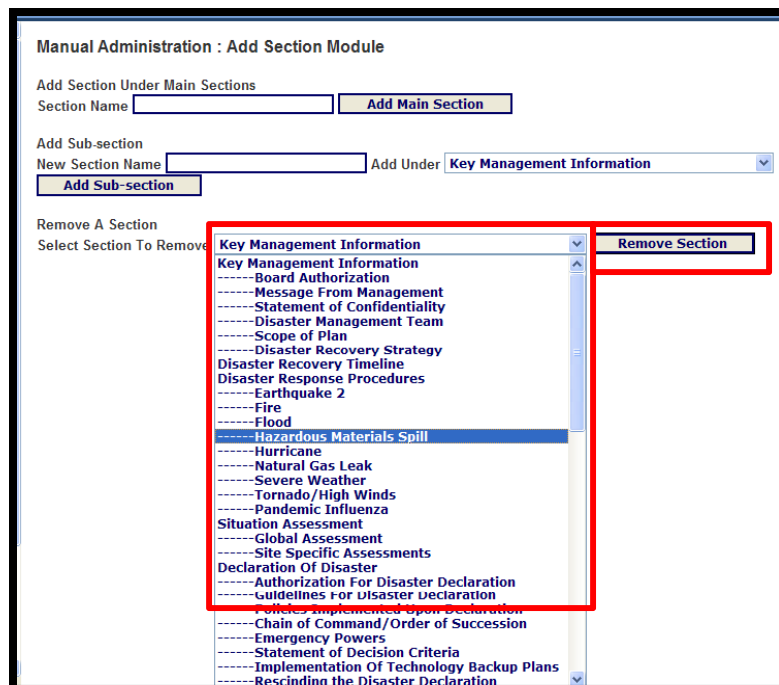 Manual Administration : Add Section Module
Add Section Under Main Sections
Section Name Add Main Section
Add Sub-section
New Section Name Add Under Key Management Information
Add Sub-section
Remove A Section
Select Section To Remove Key Management Information Remove Section
Key Management Information
------Board Authorization
------Message From Management
------Statement of Confidentiality
------Disaster Management Team
------Scope of Plan
------Disaster Recovery Strategy
Disaster Recovery Timeline
Disaster Response Procedures
------Earthquake 2
------Fire
------Flood
------Hazardous Materials Spill
------Hurricane
------Natural Gas Leak
------Severe Weather
------Tornado/High Winds
------Pandemic Influenza
Situation Assessment
------Global Assessment
------Site Specific Assessments
Declaration Of Disaster
------Authorization For Disaster Declaration
------Guidelines For Disaster Declaration
------Policies Implemented Upon Declaration
------Chain of Command/Order of Succession
------Emergency Powers
------Statement of Decision Criteria
------Implementation Of Technology Backup Plans
------Rescinding the Disaster Declaration